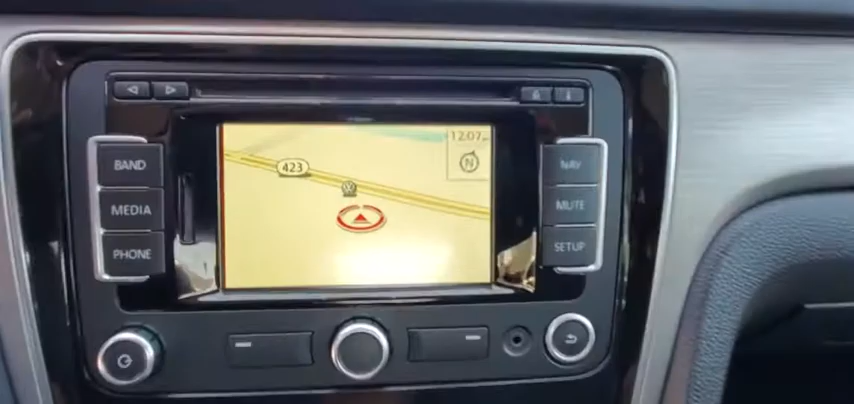 12:07
N
423
BAND
MEDIA
PHONE
NAV
MUTE
SETUP